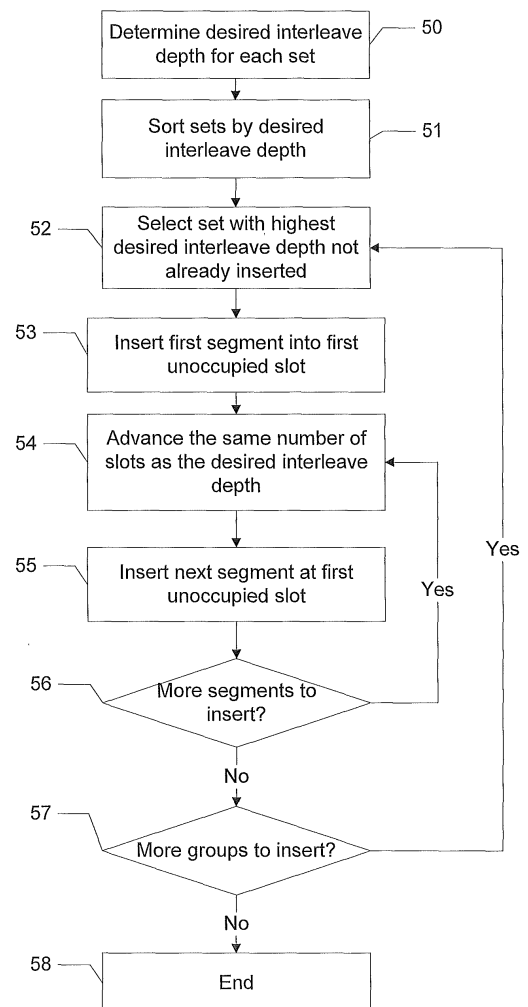 Determine desired interleave
depth for each set
50
Sort sets by desired
interleave depth
51
52
Select set with highest
desired interleave depth not
already inserted
53
Insert first segment into first
unoccupied slot
54
Advance the same number of
slots as the desired interleave
depth
55
Insert next segment at first
unoccupied slot
Yes
Yes
56
More segments to
insert?
No
57
More groups to insert?
No
58
End